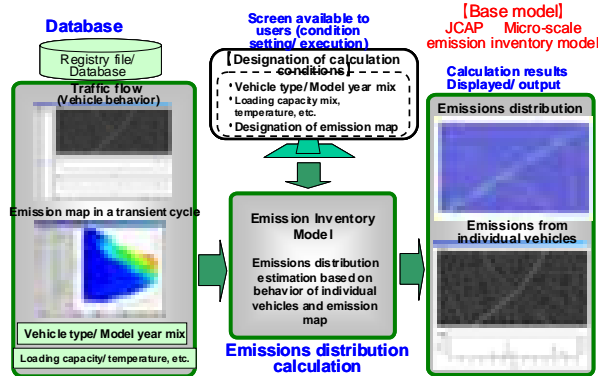 Database
Registry file/
Database
Traffic flow
(Vehicle behavior)
Emission map in a transient cycle
Vehicle type/ Model year mix
Loading capacity/ temperature, etc.
Screen available to
users (condition
setting/ execution)
【Designation of calculation
conditions】
・Vehicle type/ Model year mix
・Loading capacity mix,
temperature, etc.
・Designation of emission map
Emission Inventory
Model
Emissions distribution
estimation based on
behavior of individual
vehicles and emission
map
Emissions distribution
calculation
【Base model】
JCAP Micro-scale
emission inventory model
Calculation results
Displayed/ output
Emissions distribution
Emissions from
individual vehicles